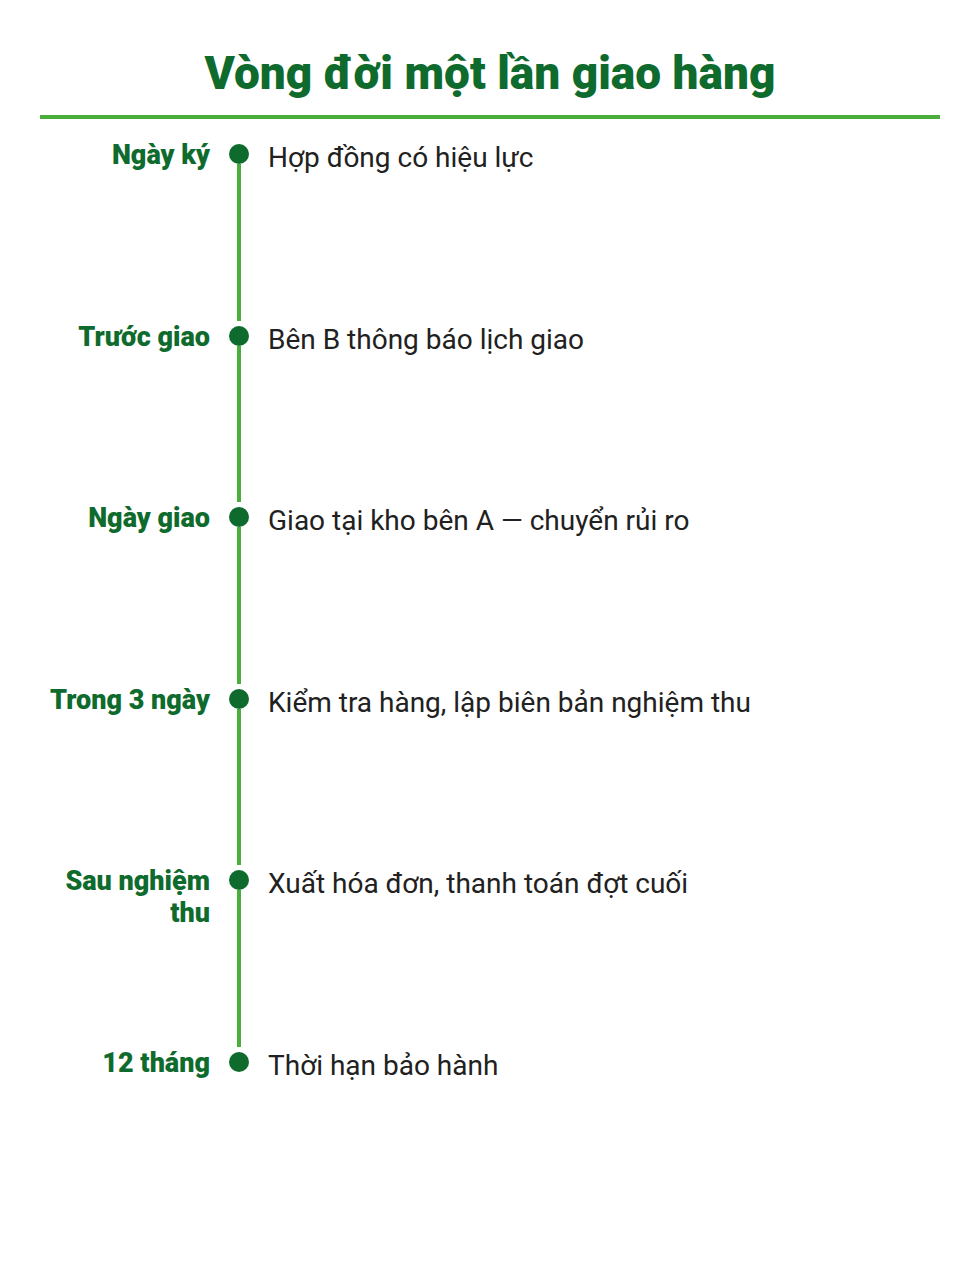 Vòng đời một lần giao hàng
Ngày ký
Hợp đồng có hiệu lực
Trước giao
Bên B thông báo lịch giao
Ngày giao
Giao tại kho bên A — chuyển rủi ro
Trong 3 ngày
Kiểm tra hàng, lập biên bản nghiệm thu
Sau nghiệm
thu
Xuất hóa đơn, thanh toán đợt cuối
12 tháng
Thời hạn bảo hành